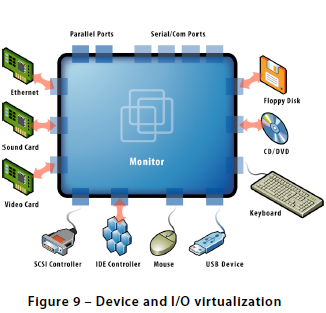 Parallel Ports
Serial/Com Ports
Ethernet
Floppy Disk
Sound Card
CD/DVD
Monitor
Video Card
Keyboard
SCSI Controller
IDE Controller
Mouse
USB Device
Figure 9 – Device and I/O virtualization